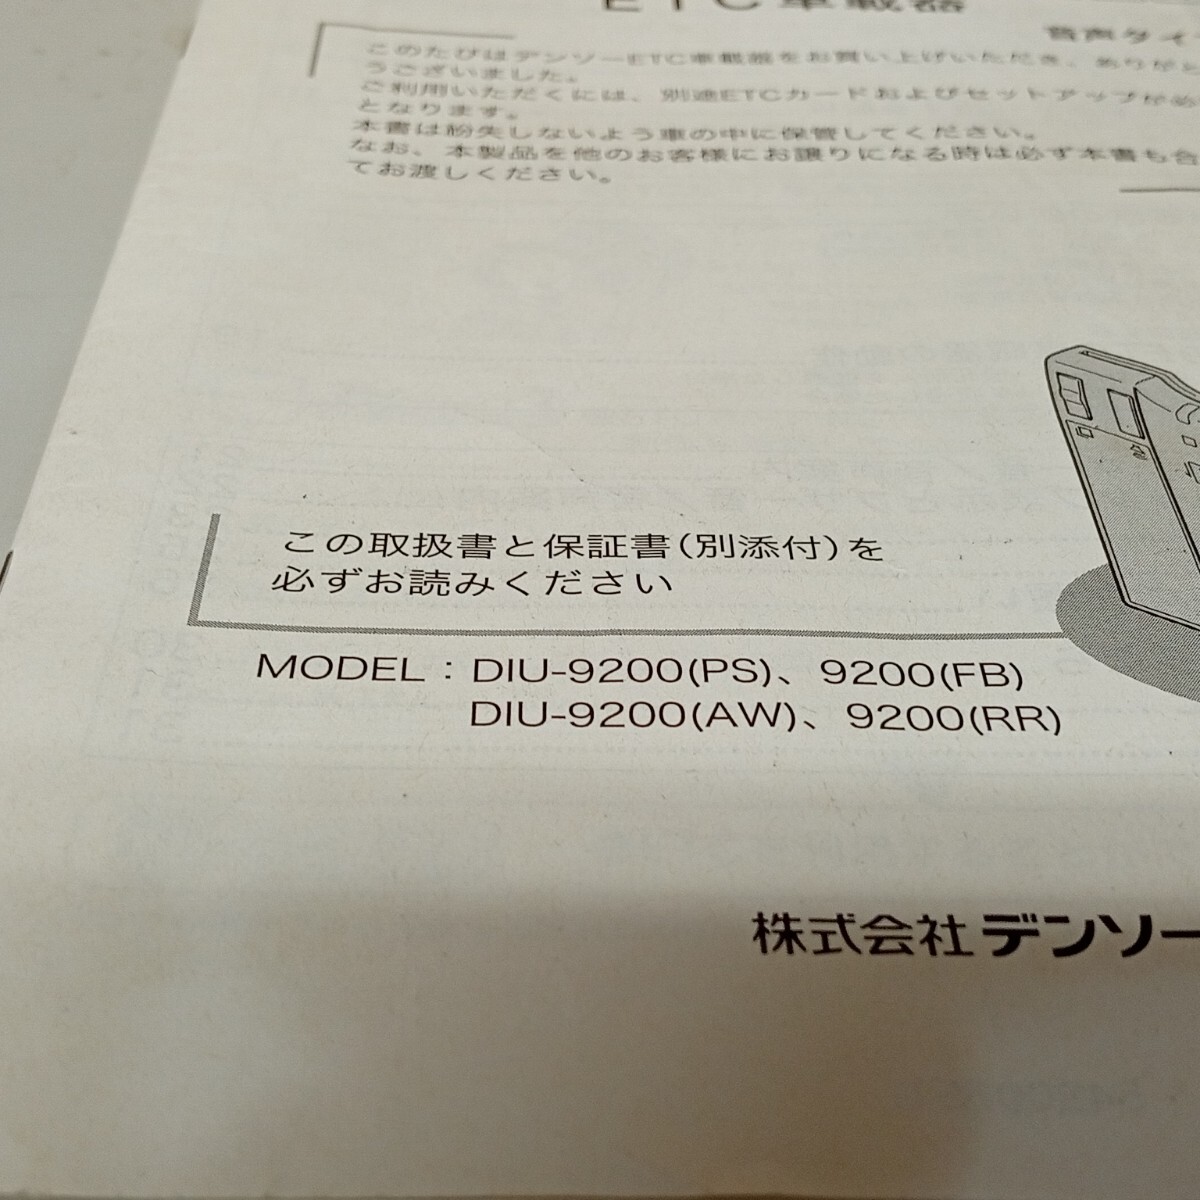 ETC車載器
音声タイ
このたびはデンソーETC車載器をお買い上げいただき、ありがと
うございました。
ご利用いただくには、別途ETCカードおよびセットアップが必
となります。
本書は紛失しないよう車の中に保管してください。
なお、本製品を他のお客様にお譲りになる時は必ず本書も合
てお渡しください。
この取扱書と保証書(別添付)を
必ずお読みください
MODEL：DIU-9200(PS)、9200(FB)
DIU-9200(AW)、9200(RR)
株式会社デンソー